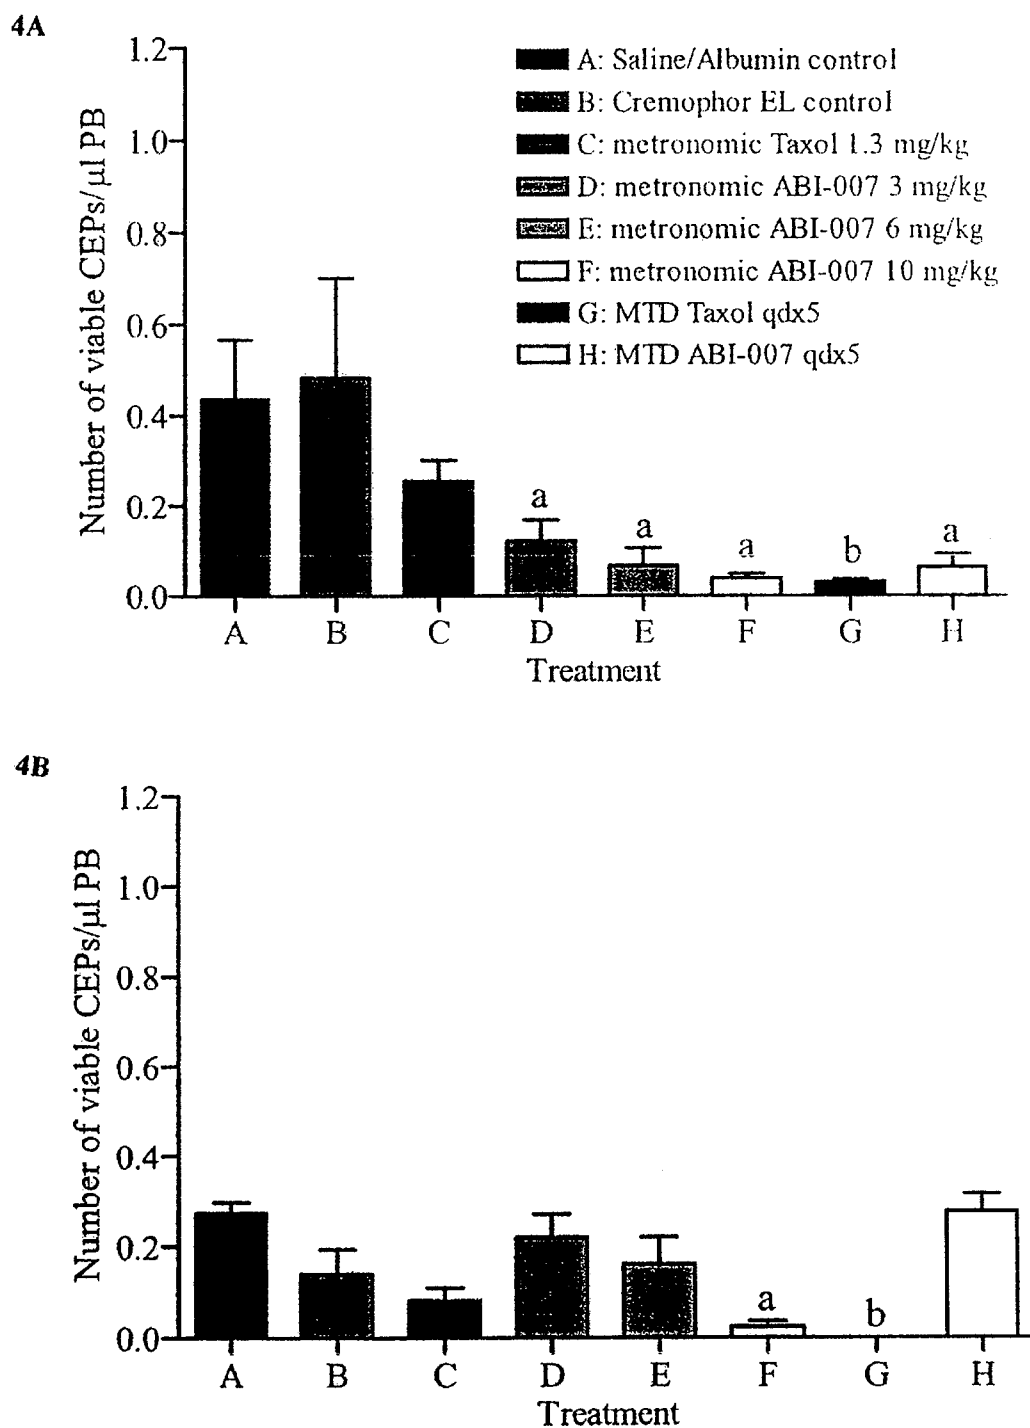 4A
1.2
1.0
0.8
0.6
0.4
0.2
0.0
Number of viable CEPs/µl PB
A: Saline/Albumin control
B: Cremophor EL control
C: metronomic Taxol 1.3 mg/kg
D: metronomic ABI-007 3 mg/kg
E: metronomic ABI-007 6 mg/kg
F: metronomic ABI-007 10 mg/kg
G: MTD Taxol qdx5
H: MTD ABI-007 qdx5
a a a b a
A B C D E F G H
Treatment
4B
1.2
1.0
0.8
0.6
0.4
0.2
0.0
Number of viable CEPs/µl PB
a b
A B C D E F G H
Treatment